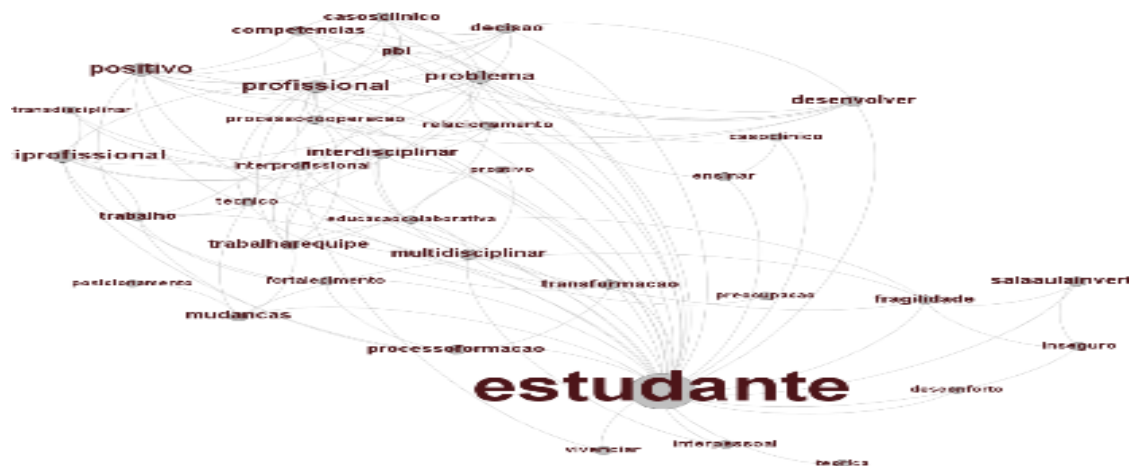 casosclinico
competencias
decisao
pbl
positivo
profissional
problema
desenvolver
transdisciplinar
processocooperacao
relacionamento
casoclinico
iprofissional
interdisciplinar
interprofissional
ensinar
tecnico
trabalho
educacaocolaborativa
trabalharequipe
multidisciplinar
posicionamento
fortalecimento
transformacao
preocupacao
fragilidade
salaaulainvert
mudancas
processoformacao
inseguro
estudante
desconforto
vivenciar
interpessoal